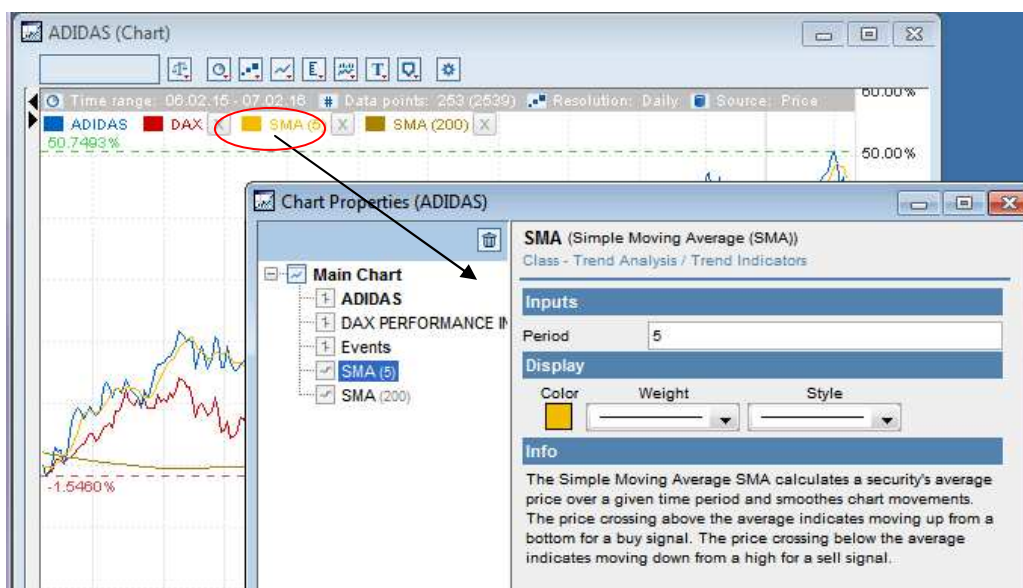 ADIDAS (Chart)
Time range: 06.02.15 - 07.02.16 # Data points: 253 (2539) Resolution: Daily Source: Price
60.00%
ADIDAS DAX X SMA (5) X SMA (200) X
50.7493%
50.00%
-1.5460%
Chart Properties (ADIDAS)
Main Chart
ADIDAS
DAX PERFORMANCE IN
Events
SMA (5)
SMA (200)
SMA (Simple Moving Average (SMA))
Class - Trend Analysis / Trend Indicators
Inputs
Period 5
Display
Color Weight Style
Info
The Simple Moving Average SMA calculates a security's average
price over a given time period and smoothes chart movements.
The price crossing above the average indicates moving up from a
bottom for a buy signal. The price crossing below the average
indicates moving down from a high for a sell signal.